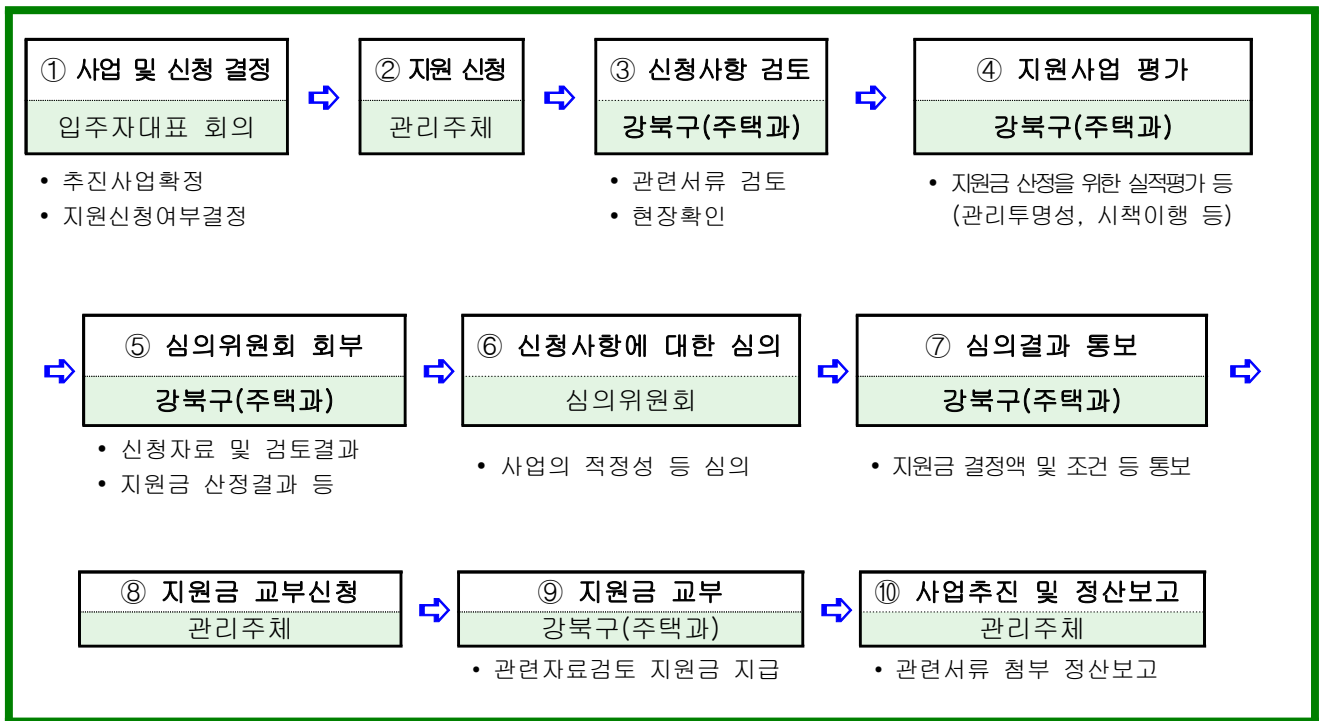 ① 사업 및 신청 결정
입주자대표 회의
• 추진사업확정
• 지원신청여부결정
② 지원 신청
관리주체
③ 신청사항 검토
강북구(주택과)
• 관련서류 검토
• 현장확인
④ 지원사업 평가
강북구(주택과)
• 지원금 산정을 위한 실적평가 등
(관리투명성, 시책이행 등)
⑤ 심의위원회 회부
강북구(주택과)
• 신청자료 및 검토결과
• 지원금 산정결과 등
⑥ 신청사항에 대한 심의
심의위원회
• 사업의 적정성 등 심의
⑦ 심의결과 통보
강북구(주택과)
• 지원금 결정액 및 조건 등 통보
⑧ 지원금 교부신청
관리주체
⑨ 지원금 교부
강북구(주택과)
• 관련자료검토 지원금 지급
⑩ 사업추진 및 정산보고
관리주체
• 관련서류 첨부 정산보고